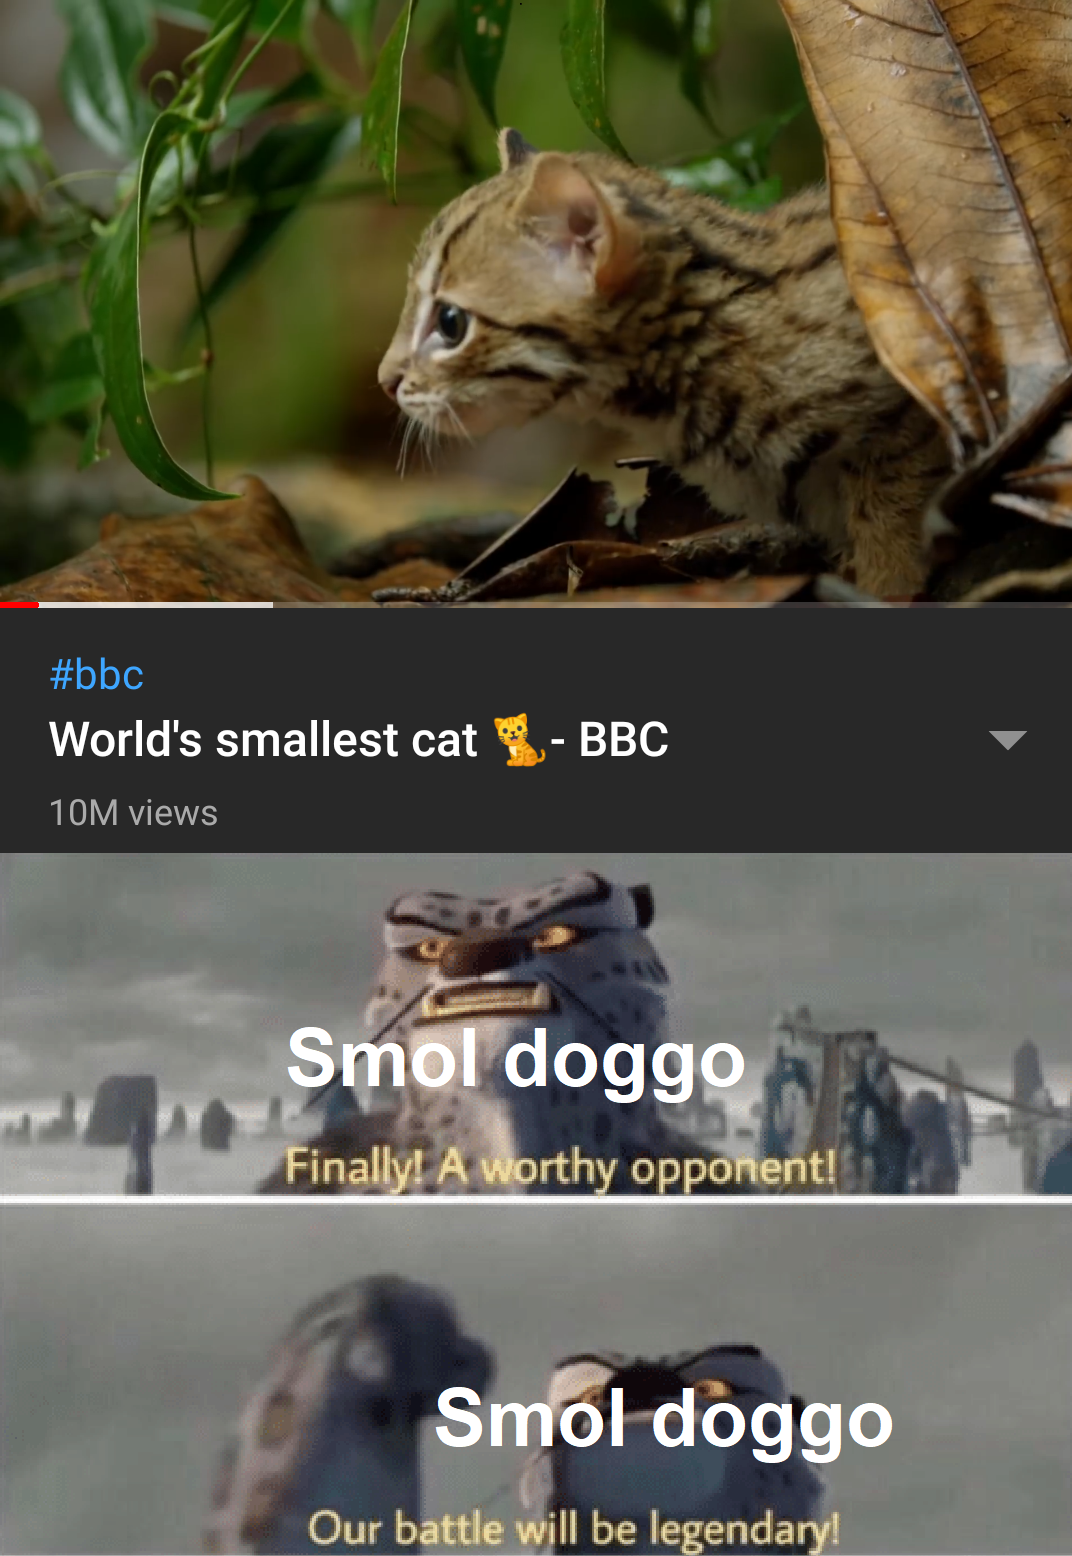 #bbc
World's smallest cat 🐈- BBC
10M views
Smol doggo
Finally! A worthy opponent!
Smol doggo
Our battle will be legendary!